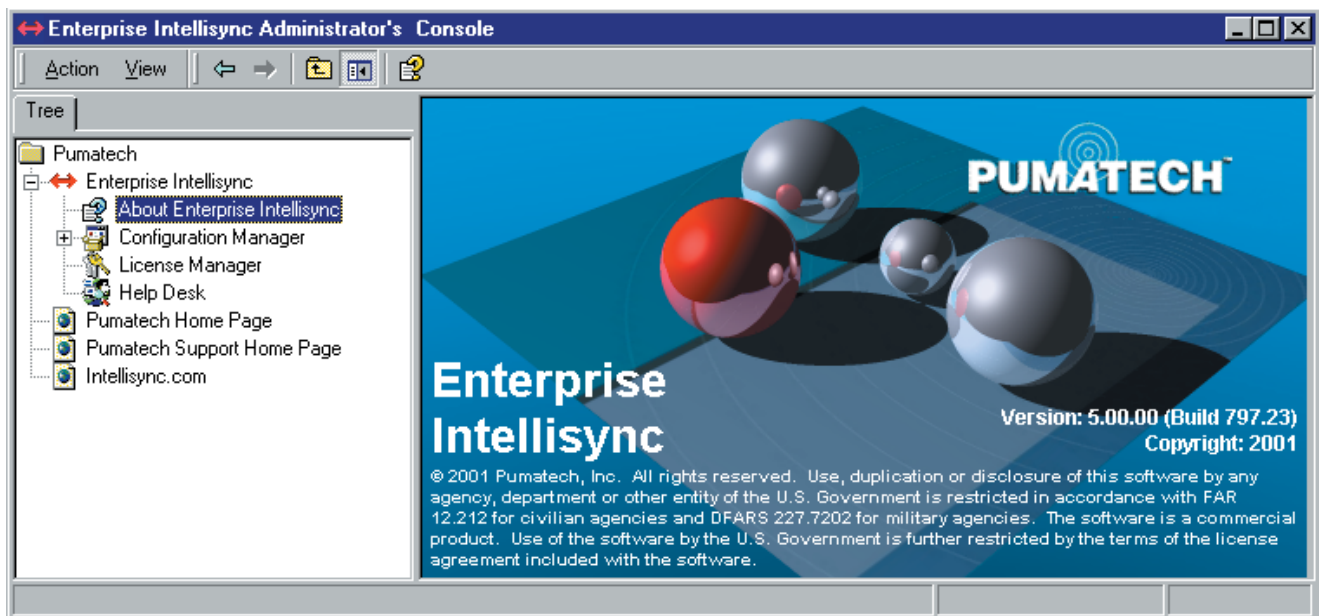 Enterprise Intellisync Administrator's Console
Action View
Tree
Pumatech
Enterprise Intellisync
About Enterprise Intellisync
Configuration Manager
License Manager
Help Desk
Pumatech Home Page
Pumatech Support Home Page
Intellisync.com
PUMATECH™
Enterprise
Intellisync
Version: 5.00.00 (Build 797.23)
Copyright: 2001
© 2001 Pumatech, Inc. All rights reserved. Use, duplication or disclosure of this software by any
agency, department or other entity of the U.S. Government is restricted in accordance with FAR
12.212 for civilian agencies and DFARS 227.7202 for military agencies. The software is a commercial
product. Use of the software by the U.S. Government is further restricted by the terms of the license
agreement included with the software.